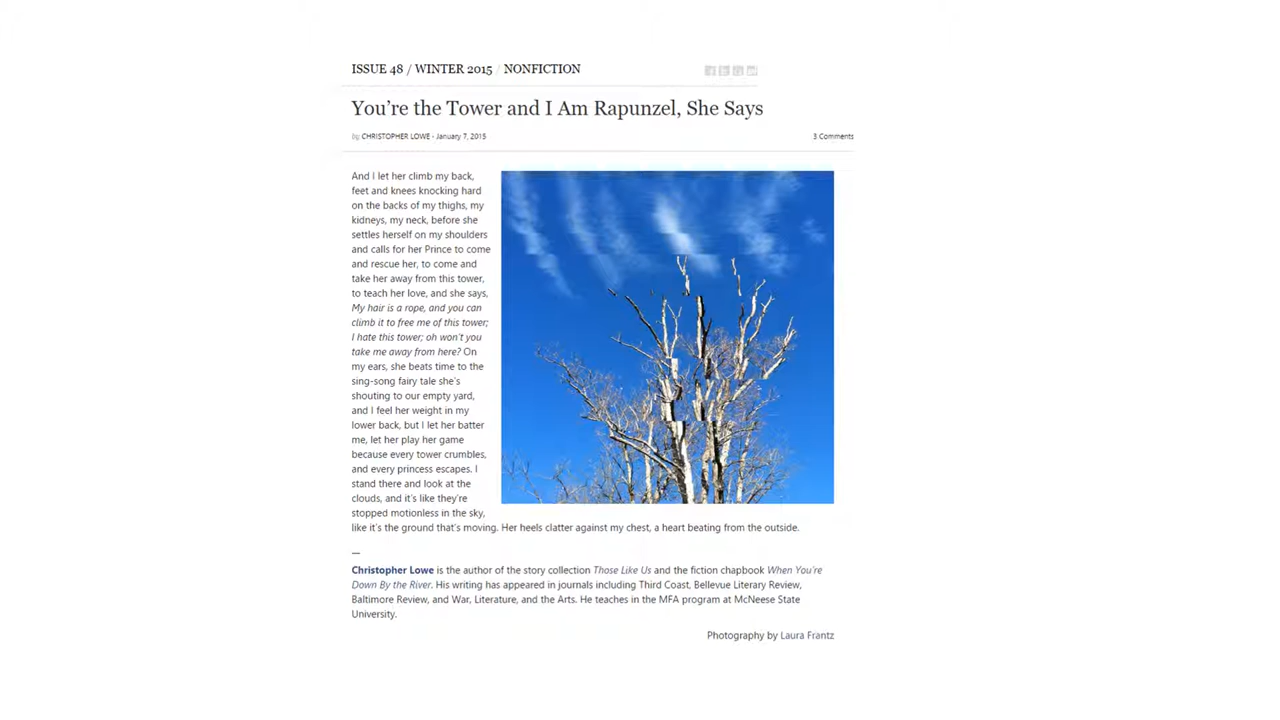 ISSUE 48 / WINTER 2015 / NONFICTION
You’re the Tower and I Am Rapunzel, She Says
by CHRISTOPHER LOWE - January 7, 2015
3 Comments
And I let her climb my back,
feet and knees knocking hard
on the backs of my thighs, my
kidneys, my neck, before she
settles herself on my shoulders
and calls for her Prince to come
and rescue her, to come and
take her away from this tower,
to teach her love, and she says,
My hair is a rope, and you can
climb it to free me of this tower;
I hate this tower; oh won't you
take me away from here? On
my ears, she beats time to the
sing-song fairy tale she's
shouting to our empty yard,
and I feel her weight in my
lower back, but I let her batter
me, let her play her game
because every tower crumbles,
and every princess escapes. I
stand there and look at the
clouds, and it's like they're
stopped motionless in the sky,
like it's the ground that's moving. Her heels clatter against my chest, a heart beating from the outside.
—
Christopher Lowe is the author of the story collection Those Like Us and the fiction chapbook When You're
Down By the River. His writing has appeared in journals including Third Coast, Bellevue Literary Review,
Baltimore Review, and War, Literature, and the Arts. He teaches in the MFA program at McNeese State
University.
Photography by Laura Frantz